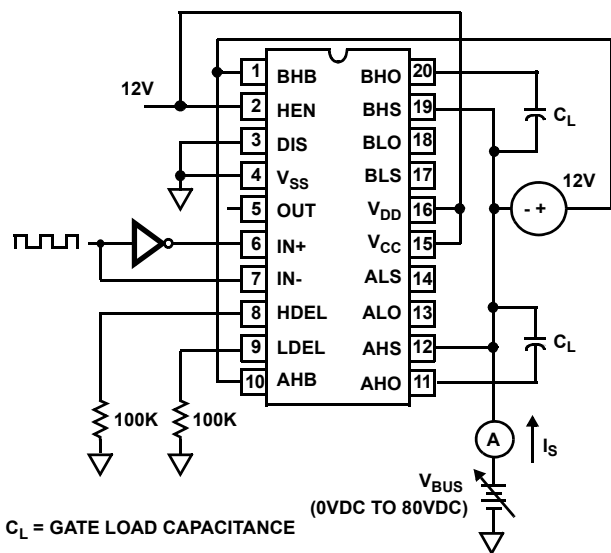 12V
1 BHB BHO 20
2 HEN BHS 19
3 DIS BLO 18
4 VSS BLS 17
5 OUT VDD 16
6 IN+ VCC 15
7 IN- ALS 14
8 HDEL ALO 13
9 LDEL AHS 12
10 AHB AHO 11
CL
12V
- +
CL
100K
100K
A
IS
VBUS
(0VDC TO 80VDC)
CL = GATE LOAD CAPACITANCE